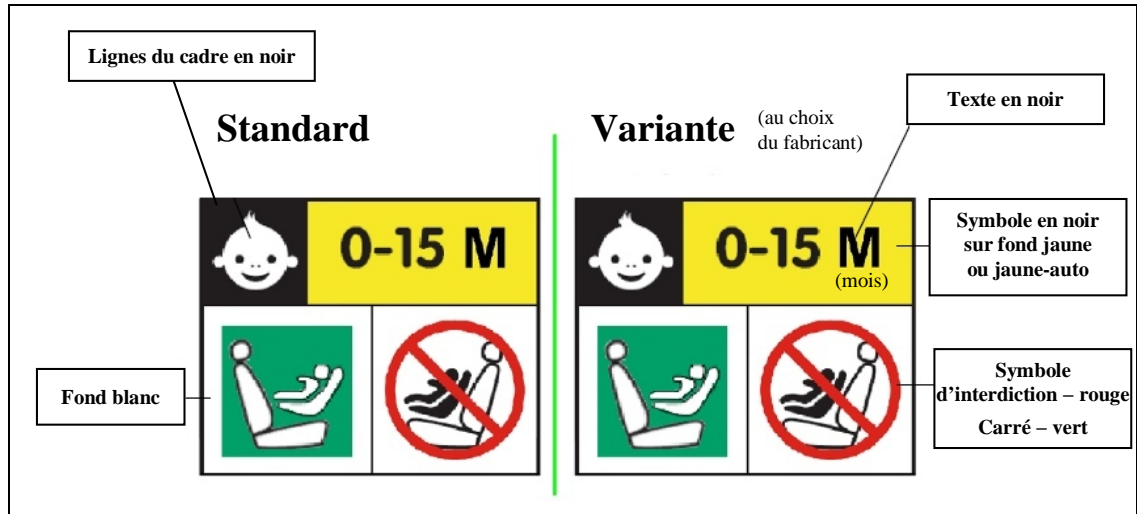 Lignes du cadre en noir
Texte en noir
Standard
Variante
(au choix
du fabricant)
0-15 M
0-15 M
(mois)
Symbole en noir
sur fond jaune
ou jaune-auto
Fond blanc
Symbole
d’interdiction – rouge
Carré – vert